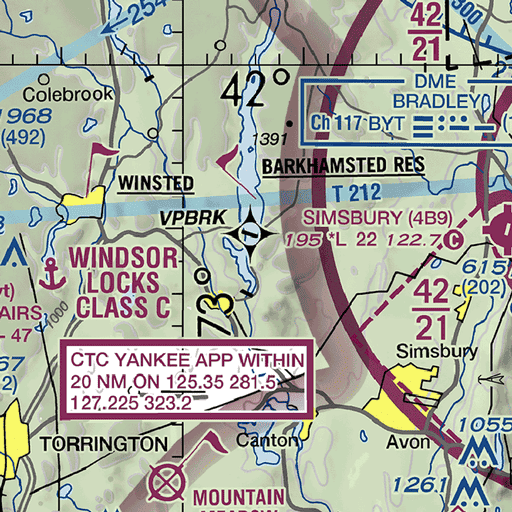 254
42
21
300
Colebrook
42°
DME
BRADLEY
1968
(492)
Ch 117 BYT
1391
BARKHAMSTED RES
WINSTED
T 212
VPBRK
SIMSBURY (4B9)
195 *L 22 122.7 C
WINDSOR
LOCKS
CLASS C
615
(202)
AIRS
- 47
1000
73
42
21
Simsbury
67
2)
CTC YANKEE APP WITHIN
20 NM ON 125.35 281.5
127.225 323.2
TORRINGTON
Canton
Avon
1055
MOUNTAIN
126.1